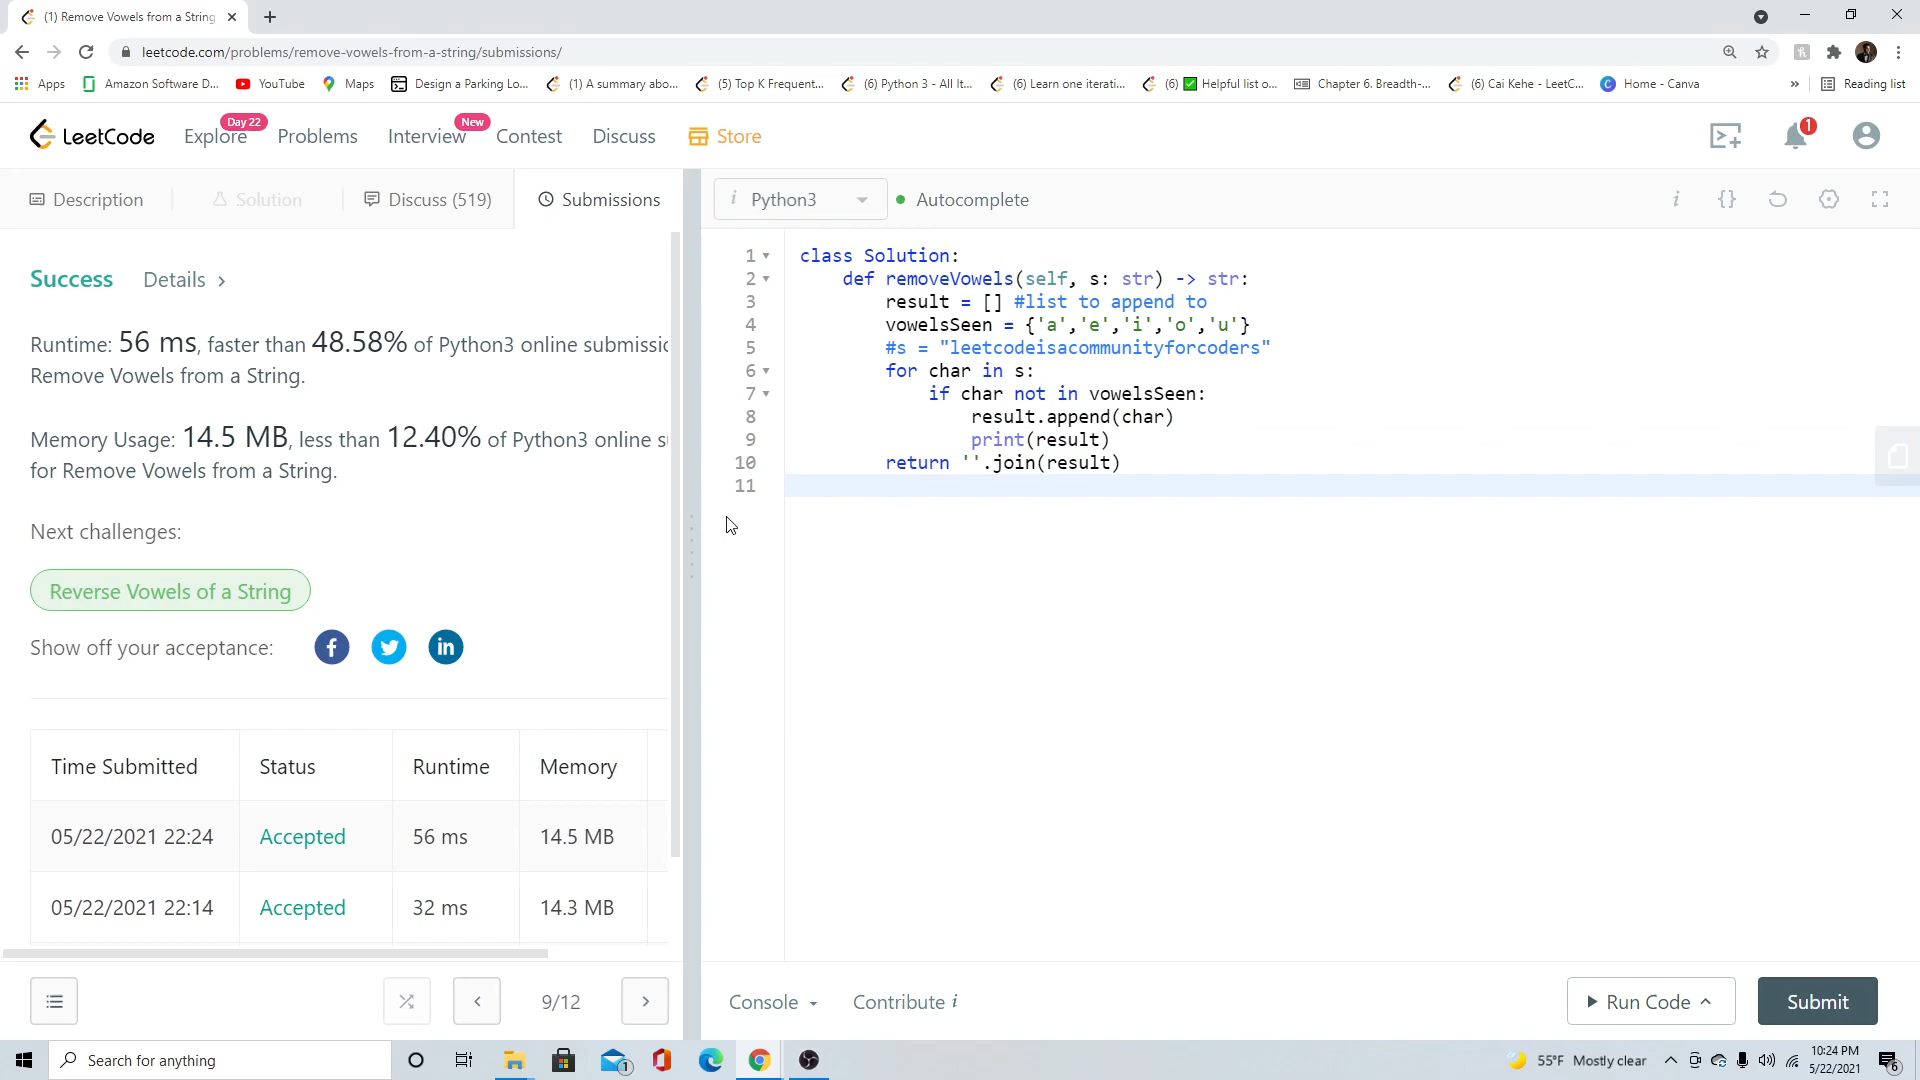 (1) Remove Vowels from a String
leetcode.com/problems/remove-vowels-from-a-string/submissions/
Apps
Amazon Software D...
YouTube
Maps
Design a Parking Lo...
(1) A summary abo...
(5) Top K Frequent...
(6) Python 3 - All It...
(6) Learn one iterati...
(6) ✅ Helpful list o...
Chapter 6. Breadth-...
(6) Cai Kehe - LeetC...
Home - Canva
»
Reading list
LeetCode
Explore
Day 22
Problems
Interview
New
Contest
Discuss
Store
1
Description
Solution
Discuss (519)
Submissions
i Python3
Autocomplete
i {}
Success Details >
Runtime: 56 ms, faster than 48.58% of Python3 online submissic
Remove Vowels from a String.
Memory Usage: 14.5 MB, less than 12.40% of Python3 online s
for Remove Vowels from a String.
Next challenges:
Reverse Vowels of a String
Show off your acceptance:
Time Submitted Status Runtime Memory
05/22/2021 22:24 Accepted 56 ms 14.5 MB
05/22/2021 22:14 Accepted 32 ms 14.3 MB
9/12
1 class Solution:
2 def removeVowels(self, s: str) -> str:
3 result = [] #list to append to
4 vowelsSeen = {'a','e','i','o','u'}
5 #s = "leetcodeisacommunityforcoders"
6 for char in s:
7 if char not in vowelsSeen:
8 result.append(char)
9 print(result)
10 return ''.join(result)
11
Console
Contribute i
Run Code
Submit
Search for anything
1
55°F Mostly clear
10:24 PM
5/22/2021
6